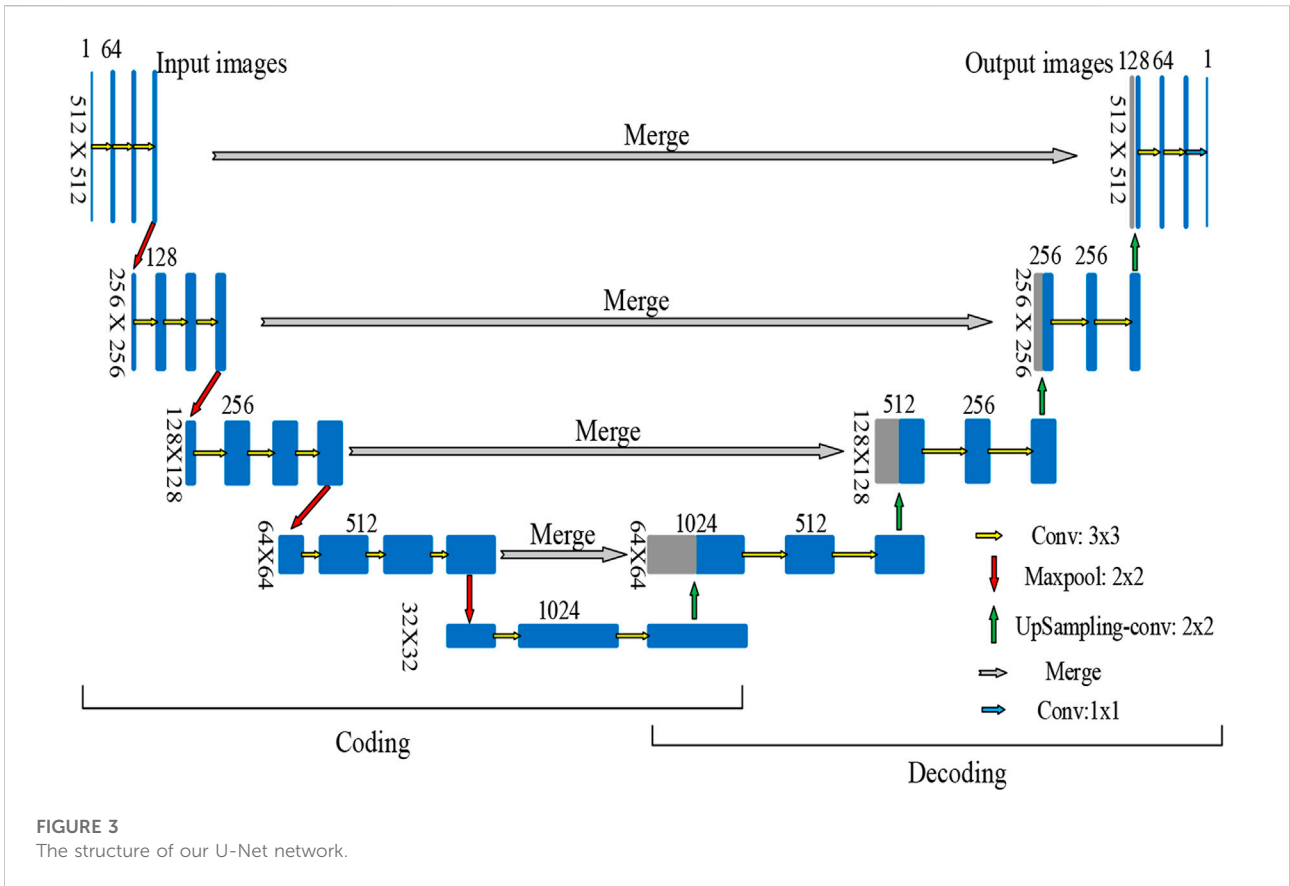 1 64 Input images
512 X 512
Merge
Output images 128 64 1
512 X 512
128
256 X 256
Merge
256 256
256 X 256
256
128X128
Merge
512 256
128X128
512
64X64
Merge
1024 512
64X64
1024
32X32
Conv: 3x3
Maxpool: 2x2
UpSampling-conv: 2x2
Merge
Conv:1x1
Coding
Decoding
FIGURE 3
The structure of our U-Net network.